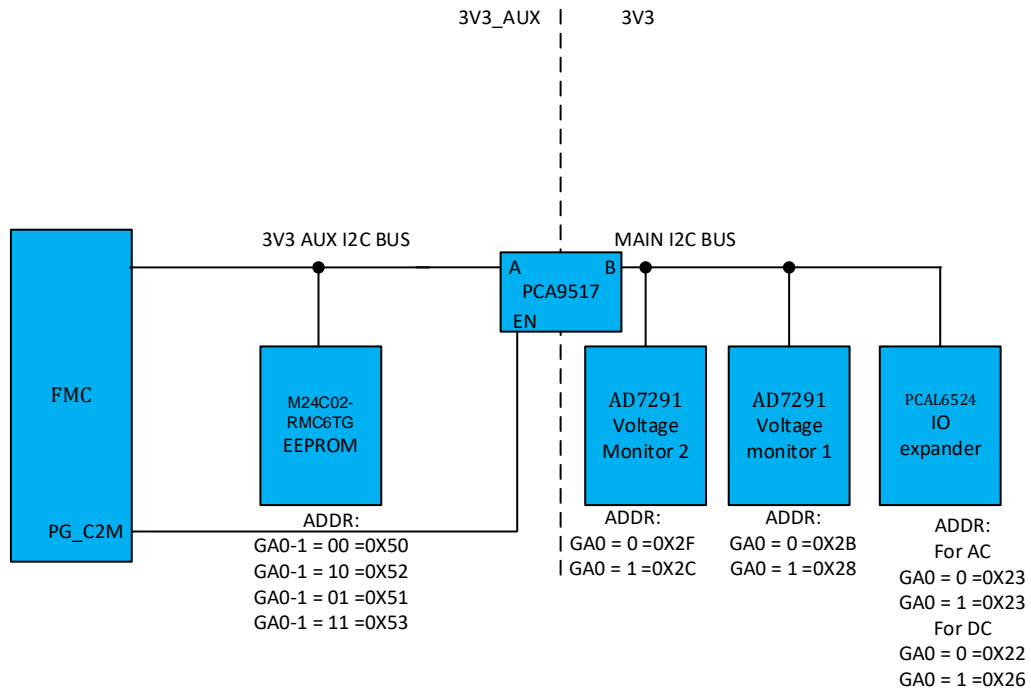 3V3_AUX
3V3
3V3 AUX I2C BUS
MAIN I2C BUS
A
B
PCA9517
EN
FMC
PG_C2M
M24C02-
RMC6TG
EEPROM
ADDR:
GA0-1 = 00 =0X50
GA0-1 = 10 =0X52
GA0-1 = 01 =0X51
GA0-1 = 11 =0X53
AD7291
Voltage
Monitor 2
ADDR:
GA0 = 0 =0X2F
GA0 = 1 =0X2C
AD7291
Voltage
monitor 1
ADDR:
GA0 = 0 =0X2B
GA0 = 1 =0X28
PCAL6524
IO
expander
ADDR:
For AC
GA0 = 0 =0X23
GA0 = 1 =0X23
For DC
GA0 = 0 =0X22
GA0 = 1 =0X26